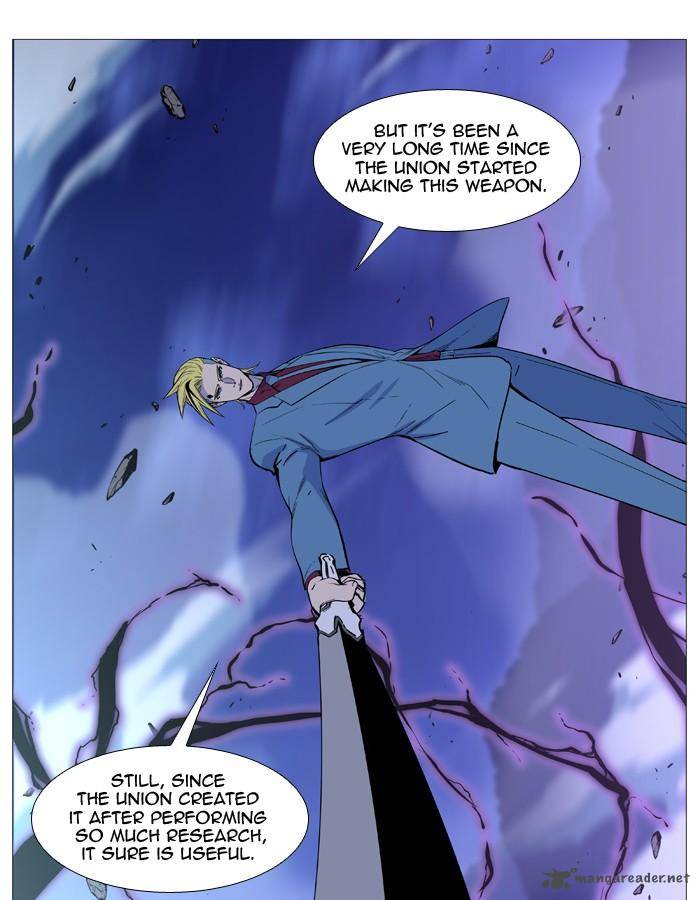 BUT IT'S BEEN A
VERY LONG TIME SINCE
THE UNION STARTED
MAKING THIS WEAPON.
STILL, SINCE
THE UNION CREATED
IT AFTER PERFORMING
SO MUCH RESEARCH,
IT SURE IS USEFUL.
mangareader.net